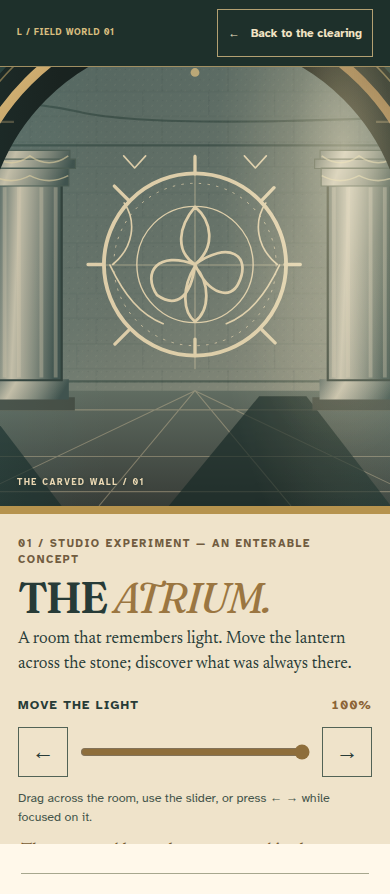 L / FIELD WORLD 01
← Back to the clearing
THE CARVED WALL / 01
01 / STUDIO EXPERIMENT — AN ENTERABLE
CONCEPT
THE ATRIUM.
A room that remembers light. Move the lantern
across the stone; discover what was always there.
MOVE THE LIGHT 100%
← →
Drag across the room, use the slider, or press ← → while
focused on it.